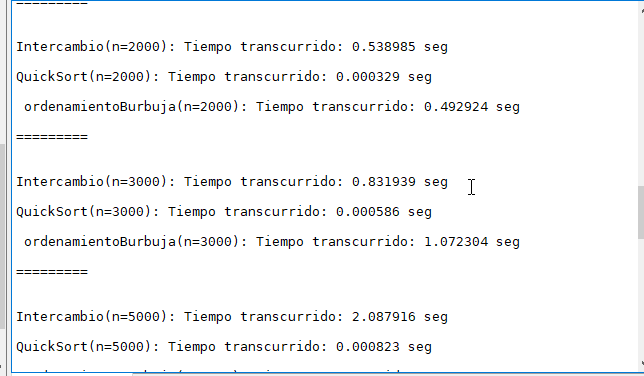 =========
Intercambio(n=2000): Tiempo transcurrido: 0.538985 seg
QuickSort(n=2000): Tiempo transcurrido: 0.000329 seg
ordenamientoBurbuja(n=2000): Tiempo transcurrido: 0.492924 seg
=========
Intercambio(n=3000): Tiempo transcurrido: 0.831939 seg
QuickSort(n=3000): Tiempo transcurrido: 0.000586 seg
ordenamientoBurbuja(n=3000): Tiempo transcurrido: 1.072304 seg
=========
Intercambio(n=5000): Tiempo transcurrido: 2.087916 seg
QuickSort(n=5000): Tiempo transcurrido: 0.000823 seg